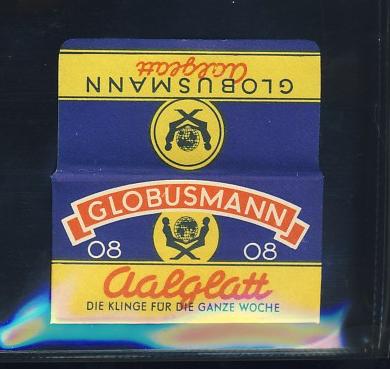 GLOBUSMANN
Aalglatt
GLOBUSMANN
08 08
Aalglatt
DIE KLINGE FÜR DIE GANZE WOCHE